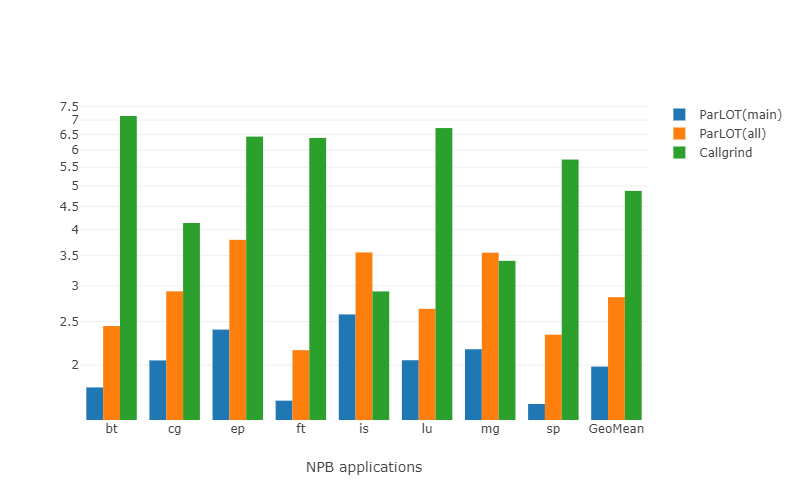 7.5
7
6.5
6
5.5
5
4.5
4
3.5
3
2.5
2
bt cg ep ft is lu mg sp GeoMean
NPB applications
ParLOT(main)
ParLOT(all)
Callgrind